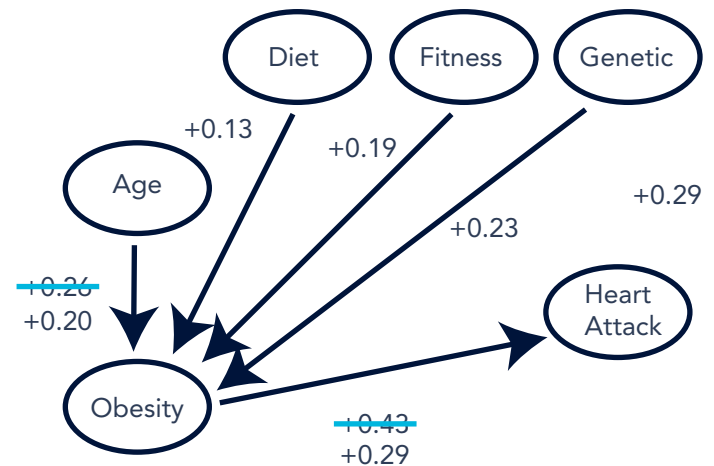 Diet
Fitness
Genetic
+0.13
+0.19
Age
+0.29
+0.23
+0.26
+0.20
Heart
Attack
Obesity
+0.43
+0.29